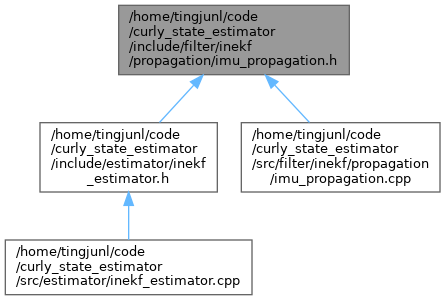 /home/tingjunl/code
/curly_state_estimator
/include/filter/inekf
/propagation/imu_propagation.h
/home/tingjunl/code
/curly_state_estimator
/include/estimator/inekf
_estimator.h
/home/tingjunl/code
/curly_state_estimator
/src/filter/inekf/propagation
/imu_propagation.cpp
/home/tingjunl/code
/curly_state_estimator
/src/estimator/inekf_estimator.cpp